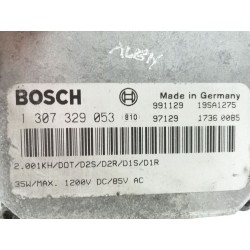 BOSCH
Made in Germany
991129 19SA1275
1 307 329 053 B10 97129 1736 0085
2.001KH/DOT/D2S/D2R/D1S/D1R
35W/MAX. 1200V DC/85V AC